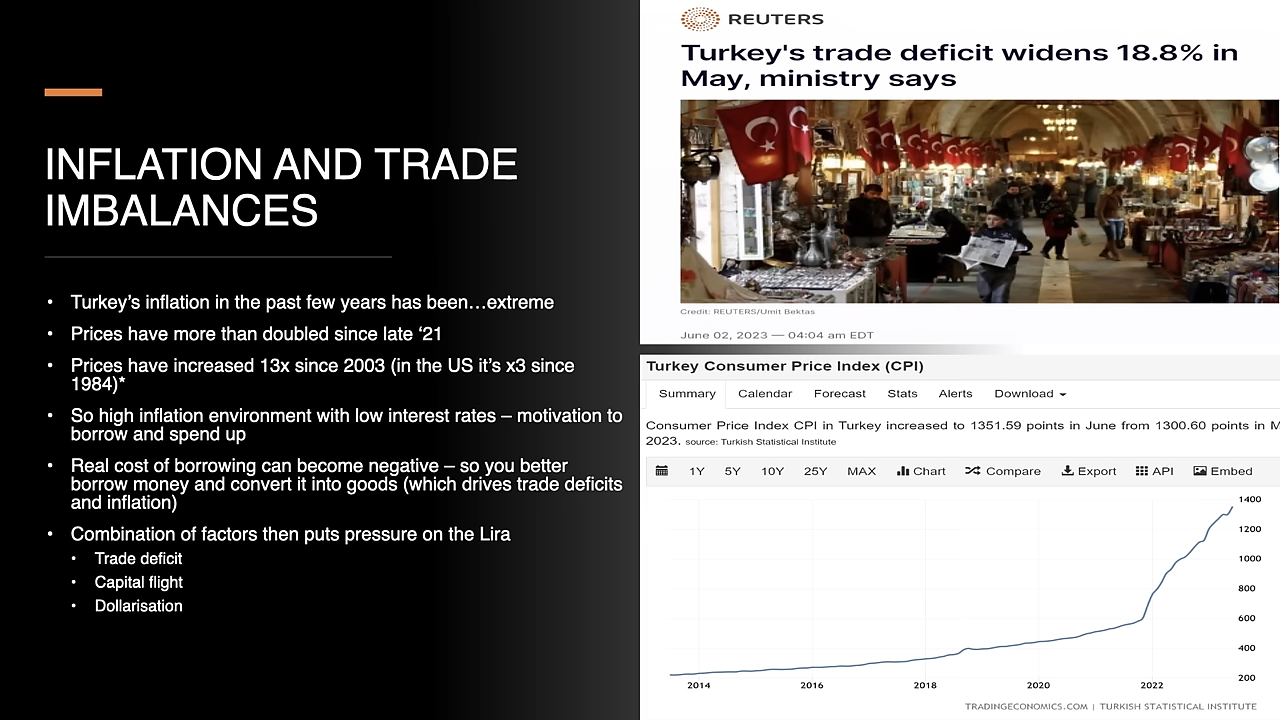 INFLATION AND TRADE
IMBALANCES
• Turkey’s inflation in the past few years has been…extreme
• Prices have more than doubled since late ‘21
• Prices have increased 13x since 2003 (in the US it’s x3 since
1984)*
• So high inflation environment with low interest rates – motivation to
borrow and spend up
• Real cost of borrowing can become negative – so you better
borrow money and convert it into goods (which drives trade deficits
and inflation)
• Combination of factors then puts pressure on the Lira
• Trade deficit
• Capital flight
• Dollarisation
REUTERS
Turkey's trade deficit widens 18.8% in
May, ministry says
Credit: REUTERS/Umit Bektas
June 02, 2023 — 04:04 am EDT
Turkey Consumer Price Index (CPI)
Summary Calendar Forecast Stats Alerts Download
Consumer Price Index CPI in Turkey increased to 1351.59 points in June from 1300.60 points in M
2023. source: Turkish Statistical Institute
1Y 5Y 10Y 25Y MAX Chart Compare Export API Embed
1400
1200
1000
800
600
400
200
2014 2016 2018 2020 2022
TRADINGECONOMICS.COM | TURKISH STATISTICAL INSTITUTE